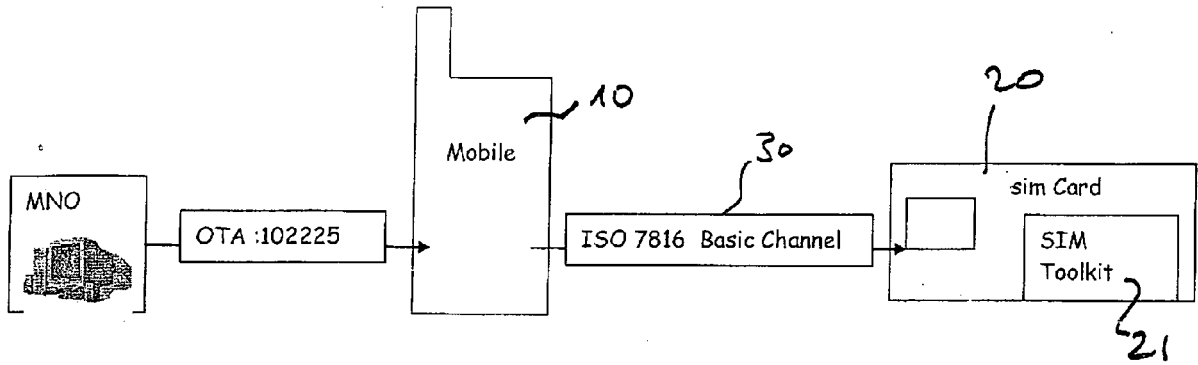 MNO
OTA :102225
Mobile
10
30
ISO 7816 Basic Channel
20
sim Card
SIM
Toolkit
21